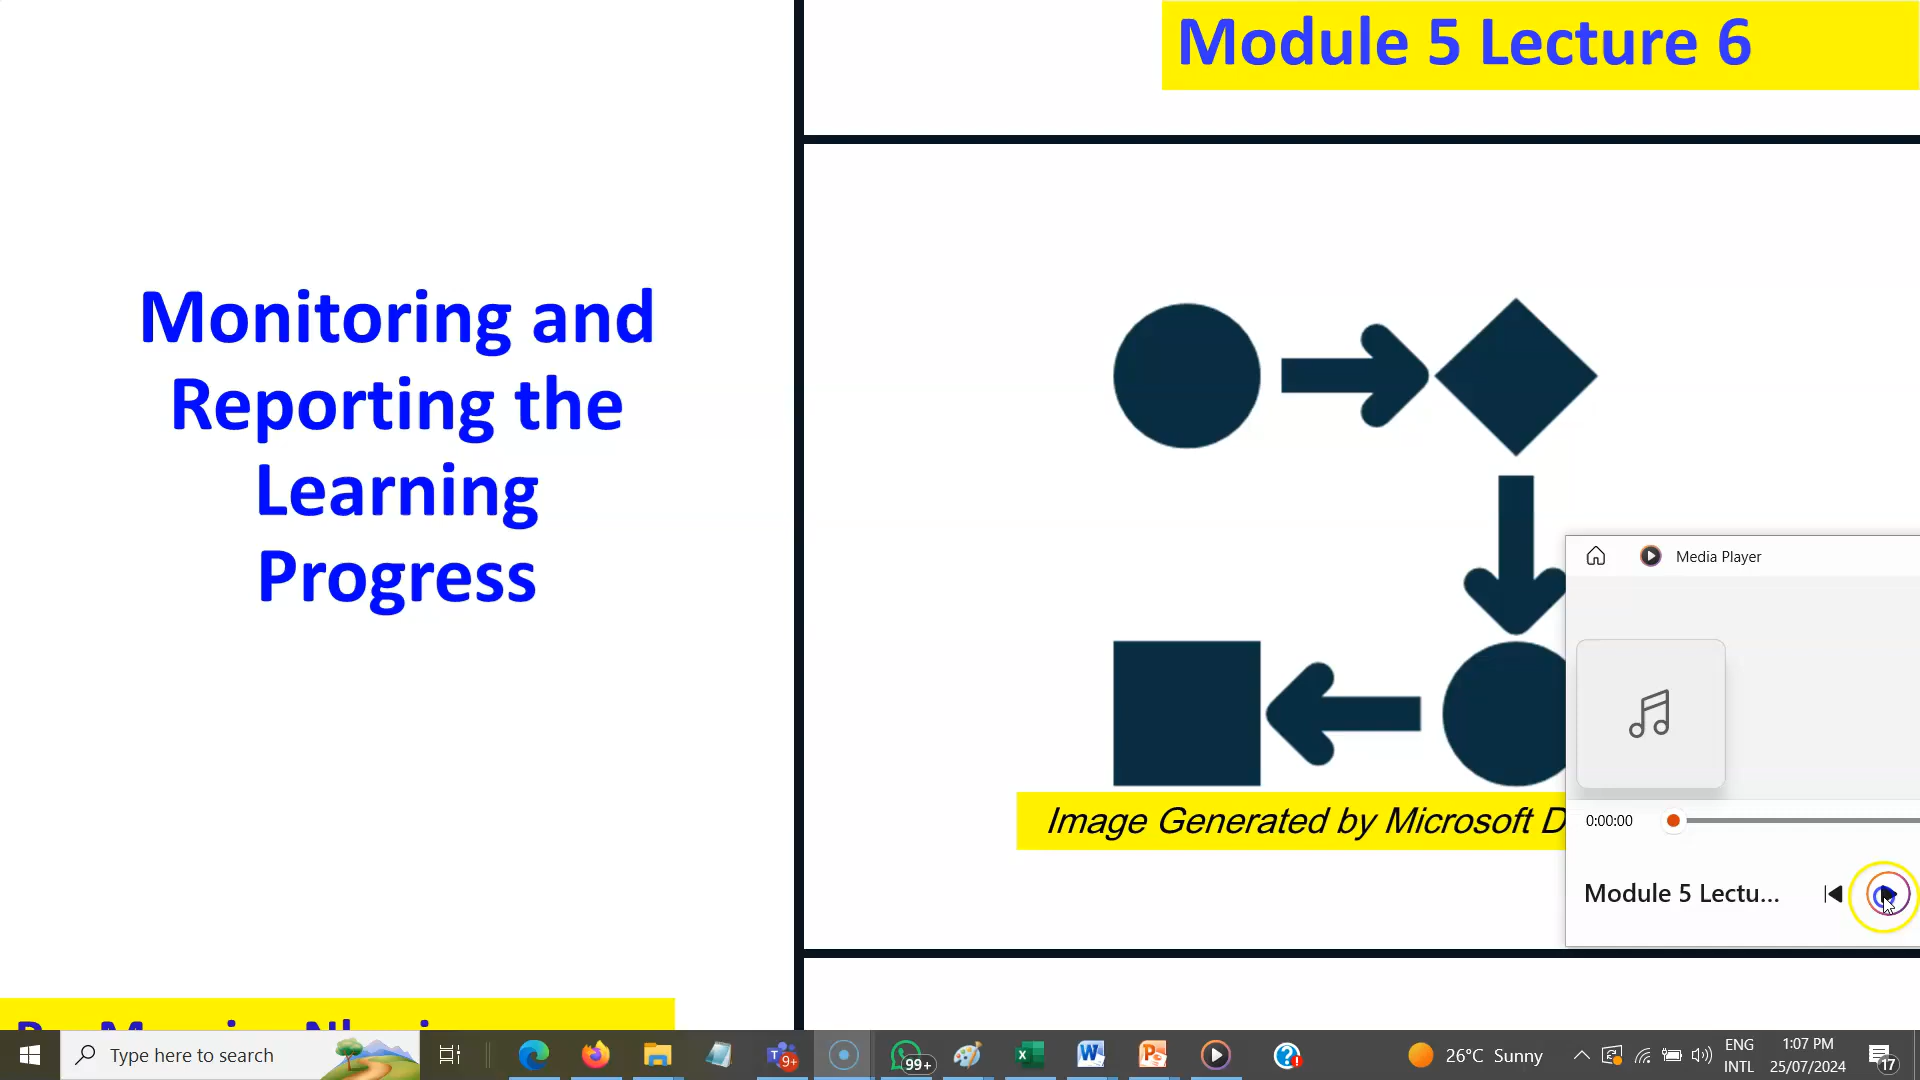 Module 5 Lecture 6
Monitoring and
Reporting the
Learning
Progress
Image Generated by Microsoft
Media Player
0:00:00
Module 5 Lectu...
Type here to search
9+
99+
26°C Sunny
ENG
INTL
1:07 PM
25/07/2024
17